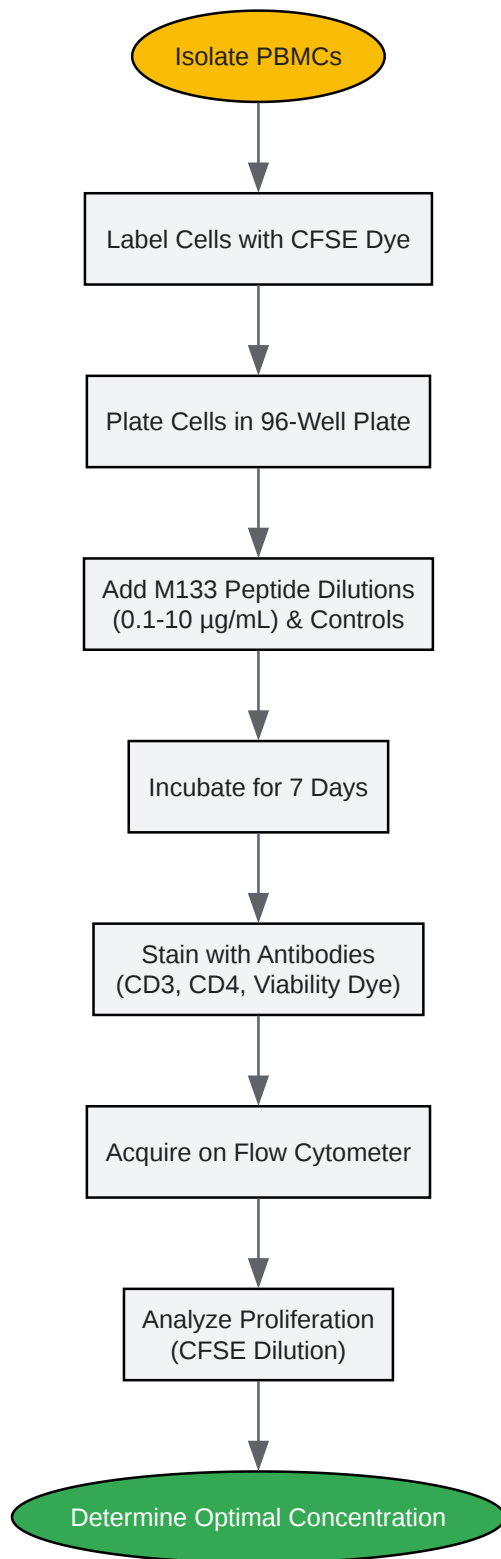 Isolate PBMCs
Label Cells with CFSE Dye
Plate Cells in 96-Well Plate
Add M133 Peptide Dilutions
(0.1-10 µg/mL) & Controls
Incubate for 7 Days
Stain with Antibodies
(CD3, CD4, Viability Dye)
Acquire on Flow Cytometer
Analyze Proliferation
(CFSE Dilution)
Determine Optimal Concentration